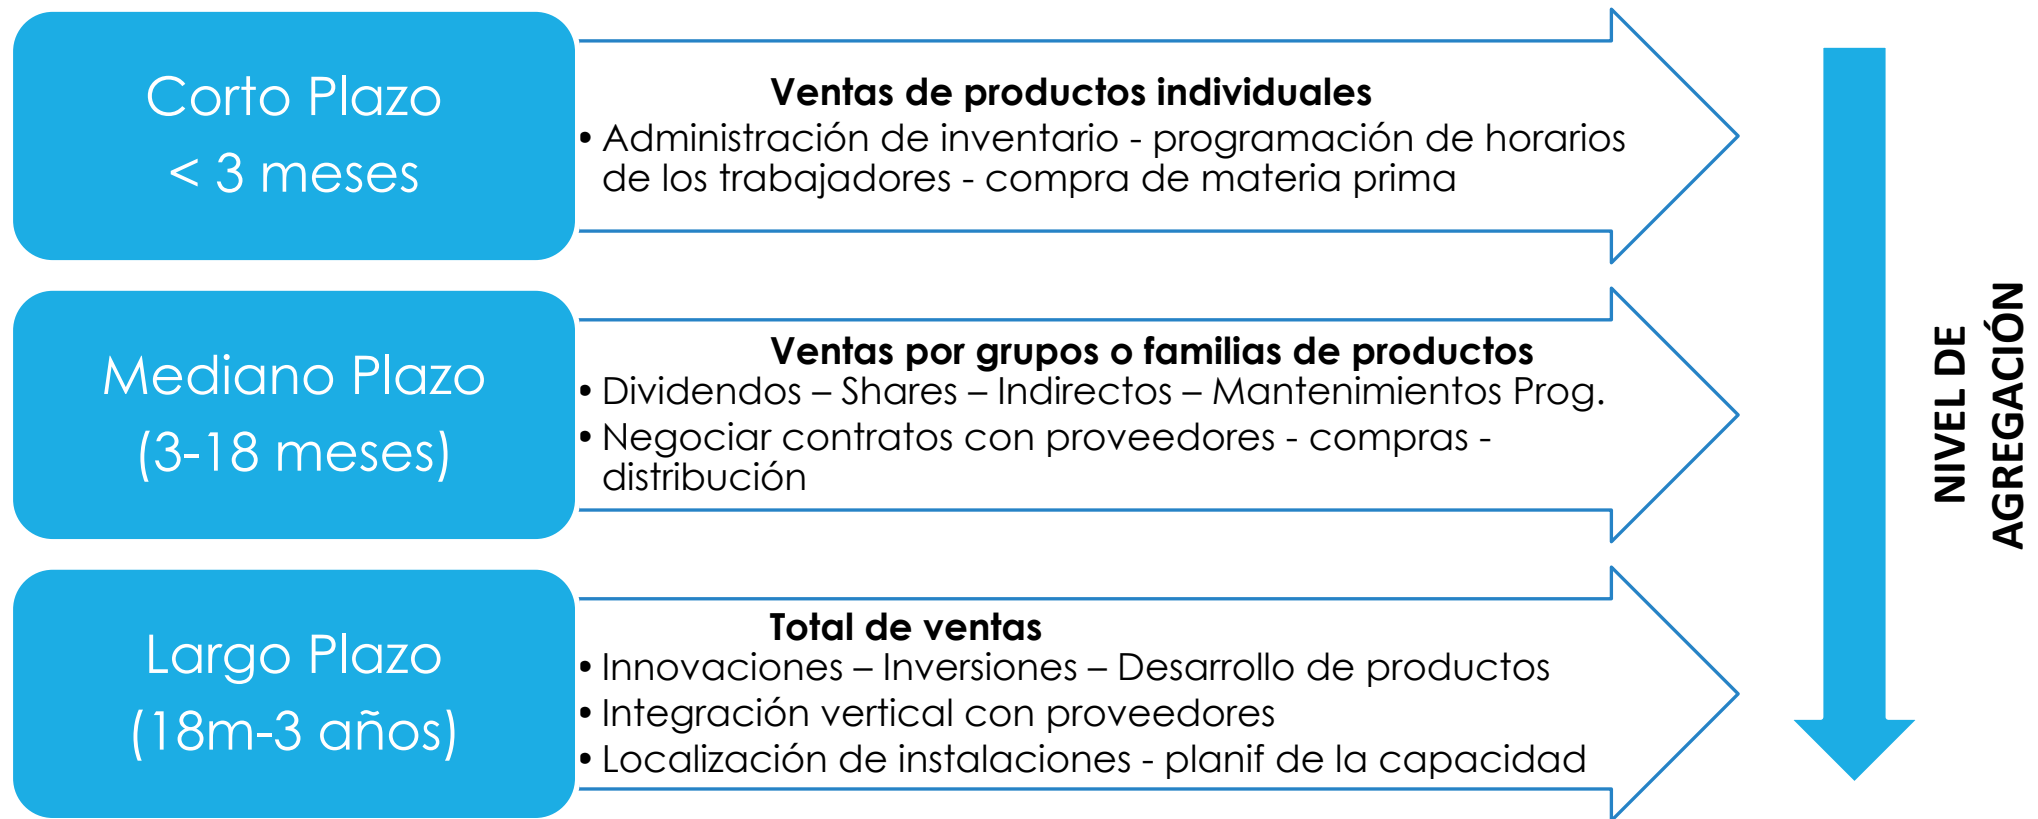 Corto Plazo
< 3 meses
Ventas de productos individuales
• Administración de inventario - programación de horarios
de los trabajadores - compra de materia prima
Mediano Plazo
(3-18 meses)
Ventas por grupos o familias de productos
• Dividendos – Shares – Indirectos – Mantenimientos Prog.
• Negociar contratos con proveedores - compras -
distribución
Largo Plazo
(18m-3 años)
Total de ventas
• Innovaciones – Inversiones – Desarrollo de productos
• Integración vertical con proveedores
• Localización de instalaciones - planif de la capacidad
NIVEL DE
AGREGACIÓN